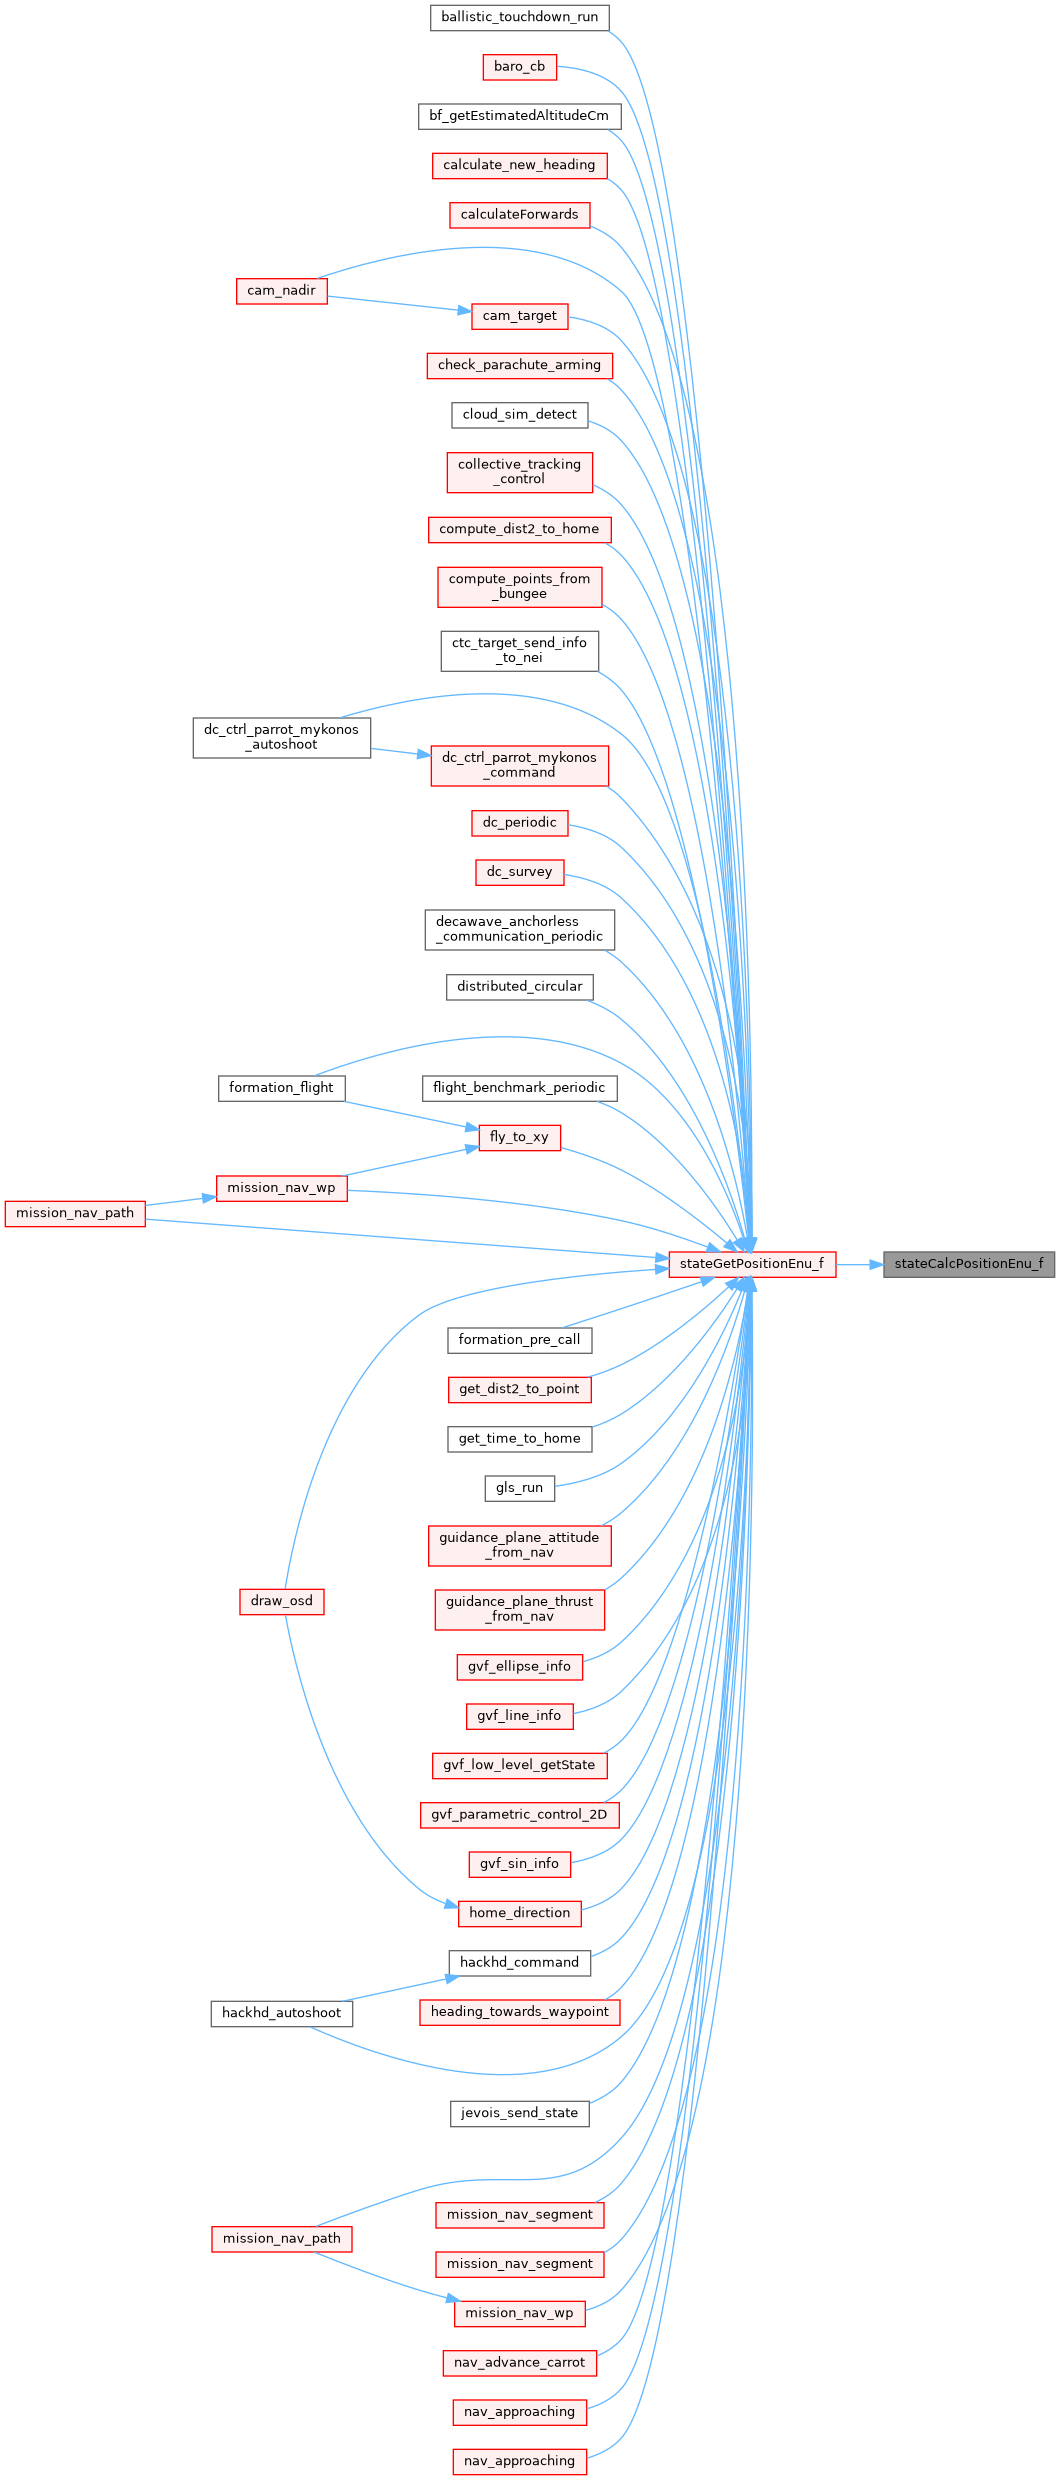 ballistic_touchdown_run
baro_cb
bf_getEstimatedAltitudeCm
calculate_new_heading
calculateForwards
cam_nadir
cam_target
check_parachute_arming
cloud_sim_detect
collective_tracking
_control
compute_dist2_to_home
compute_points_from
_bungee
ctc_target_send_info
_to_nei
dc_ctrl_parrot_mykonos
_autoshoot
dc_ctrl_parrot_mykonos
_command
dc_periodic
dc_survey
decawave_anchorless
_communication_periodic
distributed_circular
formation_flight
flight_benchmark_periodic
fly_to_xy
mission_nav_wp
mission_nav_path
stateGetPositionEnu_f
stateCalcPositionEnu_f
formation_pre_call
get_dist2_to_point
get_time_to_home
gls_run
guidance_plane_attitude
_from_nav
draw_osd
guidance_plane_thrust
_from_nav
gvf_ellipse_info
gvf_line_info
gvf_low_level_getState
gvf_parametric_control_2D
gvf_sin_info
home_direction
hackhd_command
hackhd_autoshoot
heading_towards_waypoint
jevois_send_state
mission_nav_segment
mission_nav_path
mission_nav_segment
mission_nav_wp
nav_advance_carrot
nav_approaching
nav_approaching